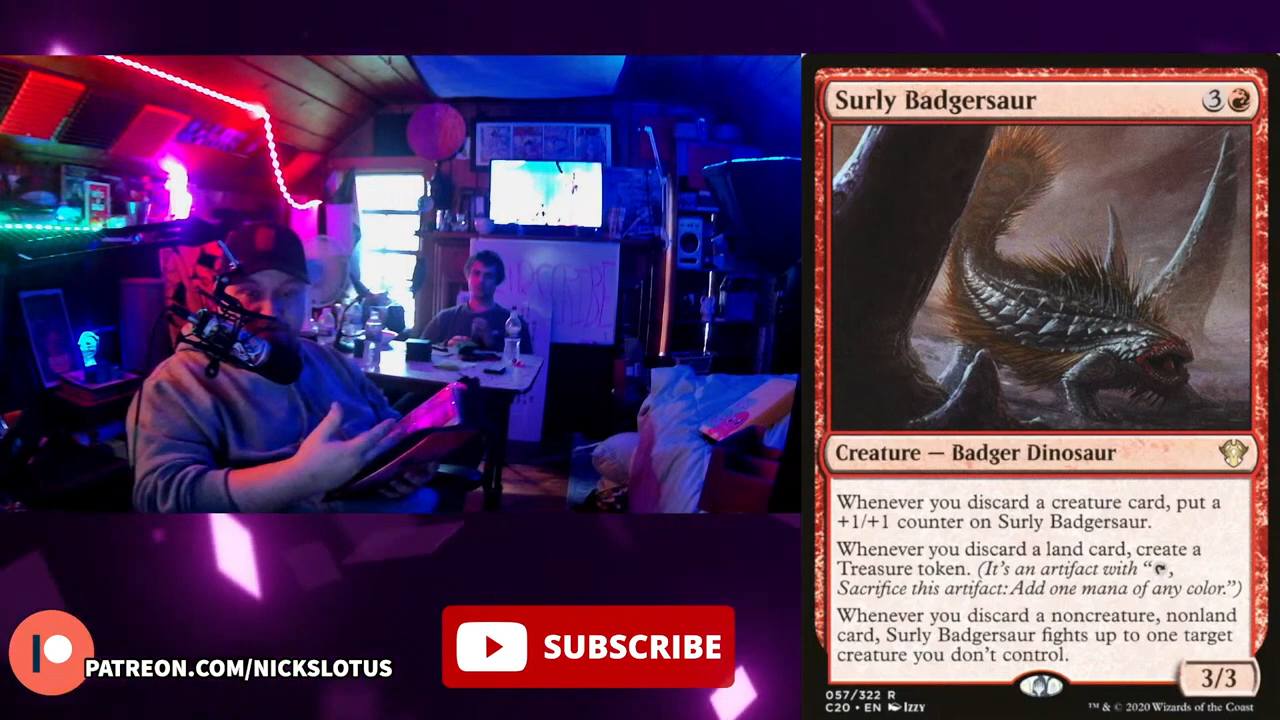 SUBSCRIBE
PATREON.COM/NICKSLOTUS
SUBSCRIBE
Surly Badgersaur
3
Creature — Badger Dinosaur
Whenever you discard a creature card, put a
+1/+1 counter on Surly Badgersaur.
Whenever you discard a land card, create a
Treasure token. (It's an artifact with “,
Sacrifice this artifact: Add one mana of any color.”)
Whenever you discard a noncreature, nonland
card, Surly Badgersaur fights up to one target
creature you don't control.
3/3
057/322 R
C20 • EN Izzy
™ & © 2020 Wizards of the Coast